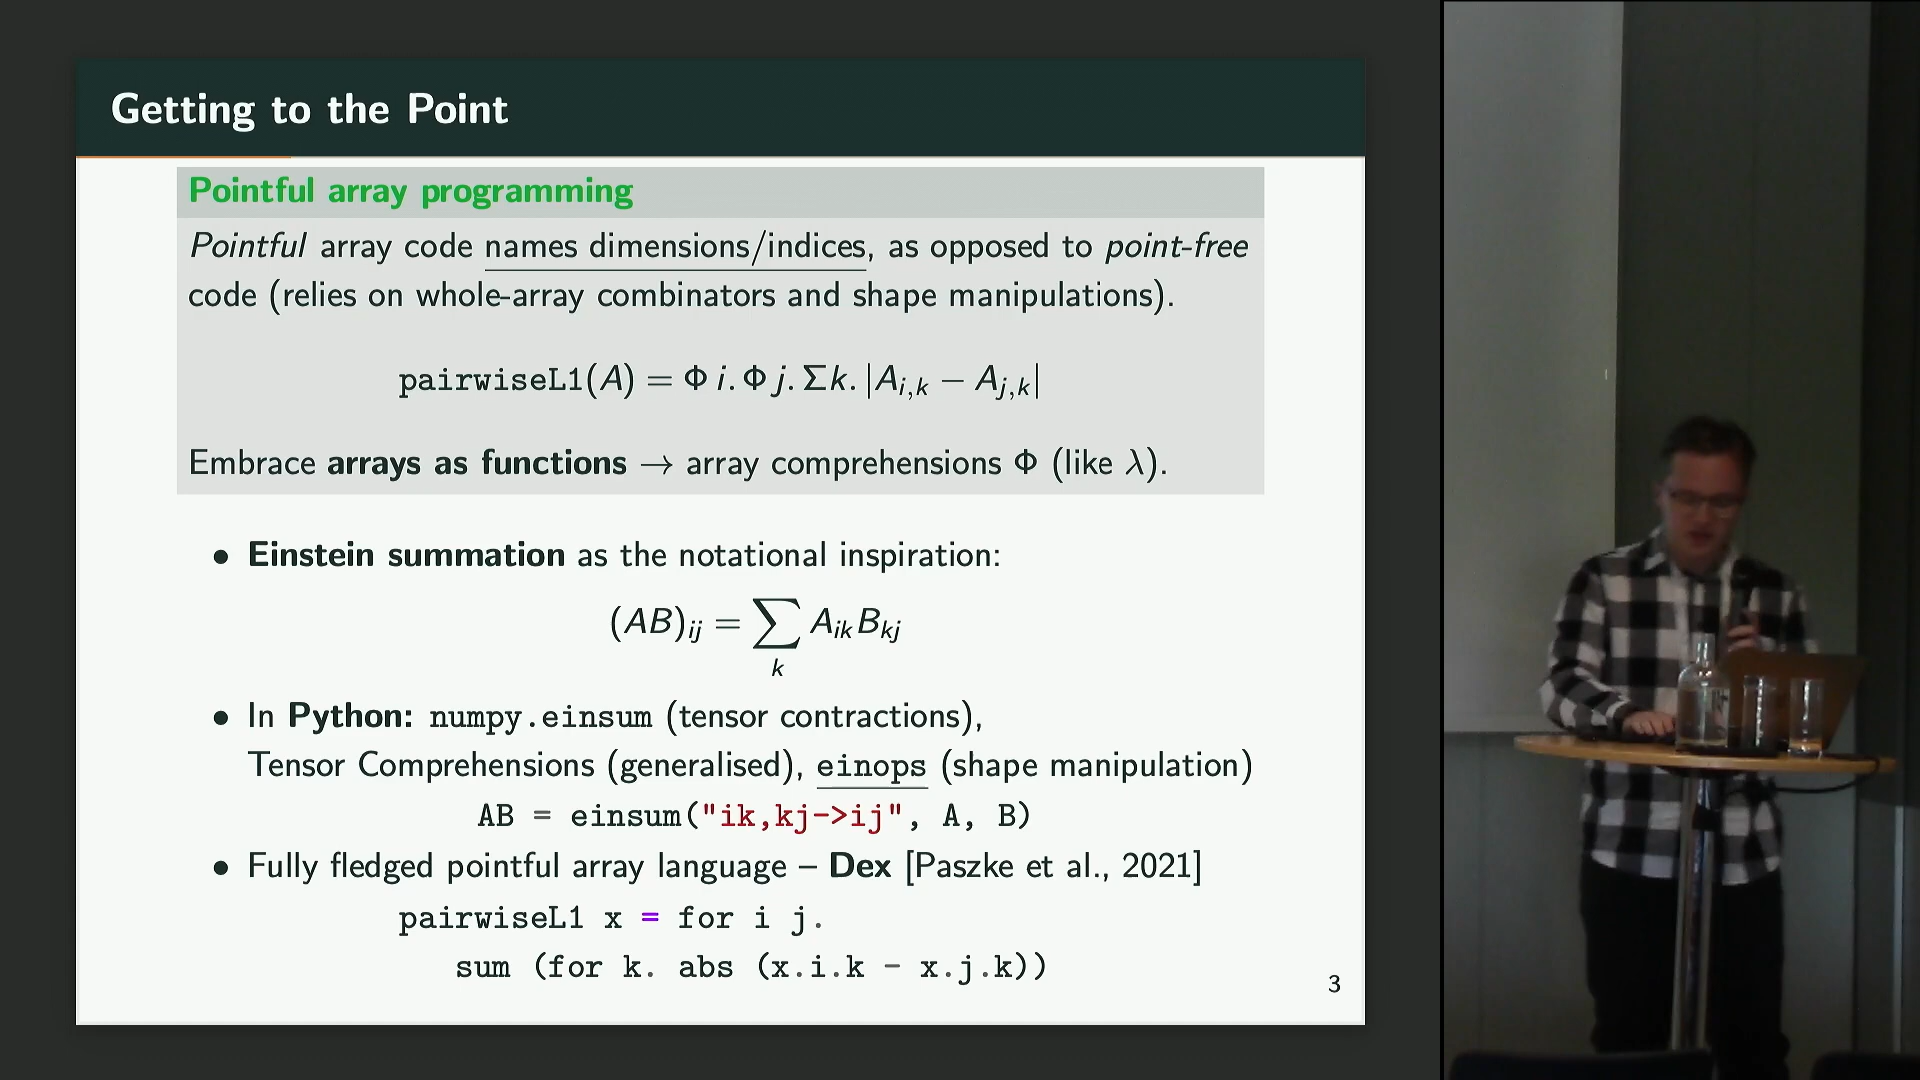 Getting to the Point
Pointful array programming
Pointful array code names dimensions/indices, as opposed to point-free
code (relies on whole-array combinators and shape manipulations).
pairwiseL1(A) = Φ i. Φ j. Σk. |A_{i,k} − A_{j,k}|
Embrace arrays as functions → array comprehensions Φ (like λ).
• Einstein summation as the notational inspiration:
(AB)_{ij} = ∑_k A_{ik} B_{kj}
• In Python: numpy.einsum (tensor contractions),
Tensor Comprehensions (generalised), einops (shape manipulation)
AB = einsum("ik,kj->ij", A, B)
• Fully fledged pointful array language – Dex [Paszke et al., 2021]
pairwiseL1 x = for i j.
sum (for k. abs (x.i.k - x.j.k))
3